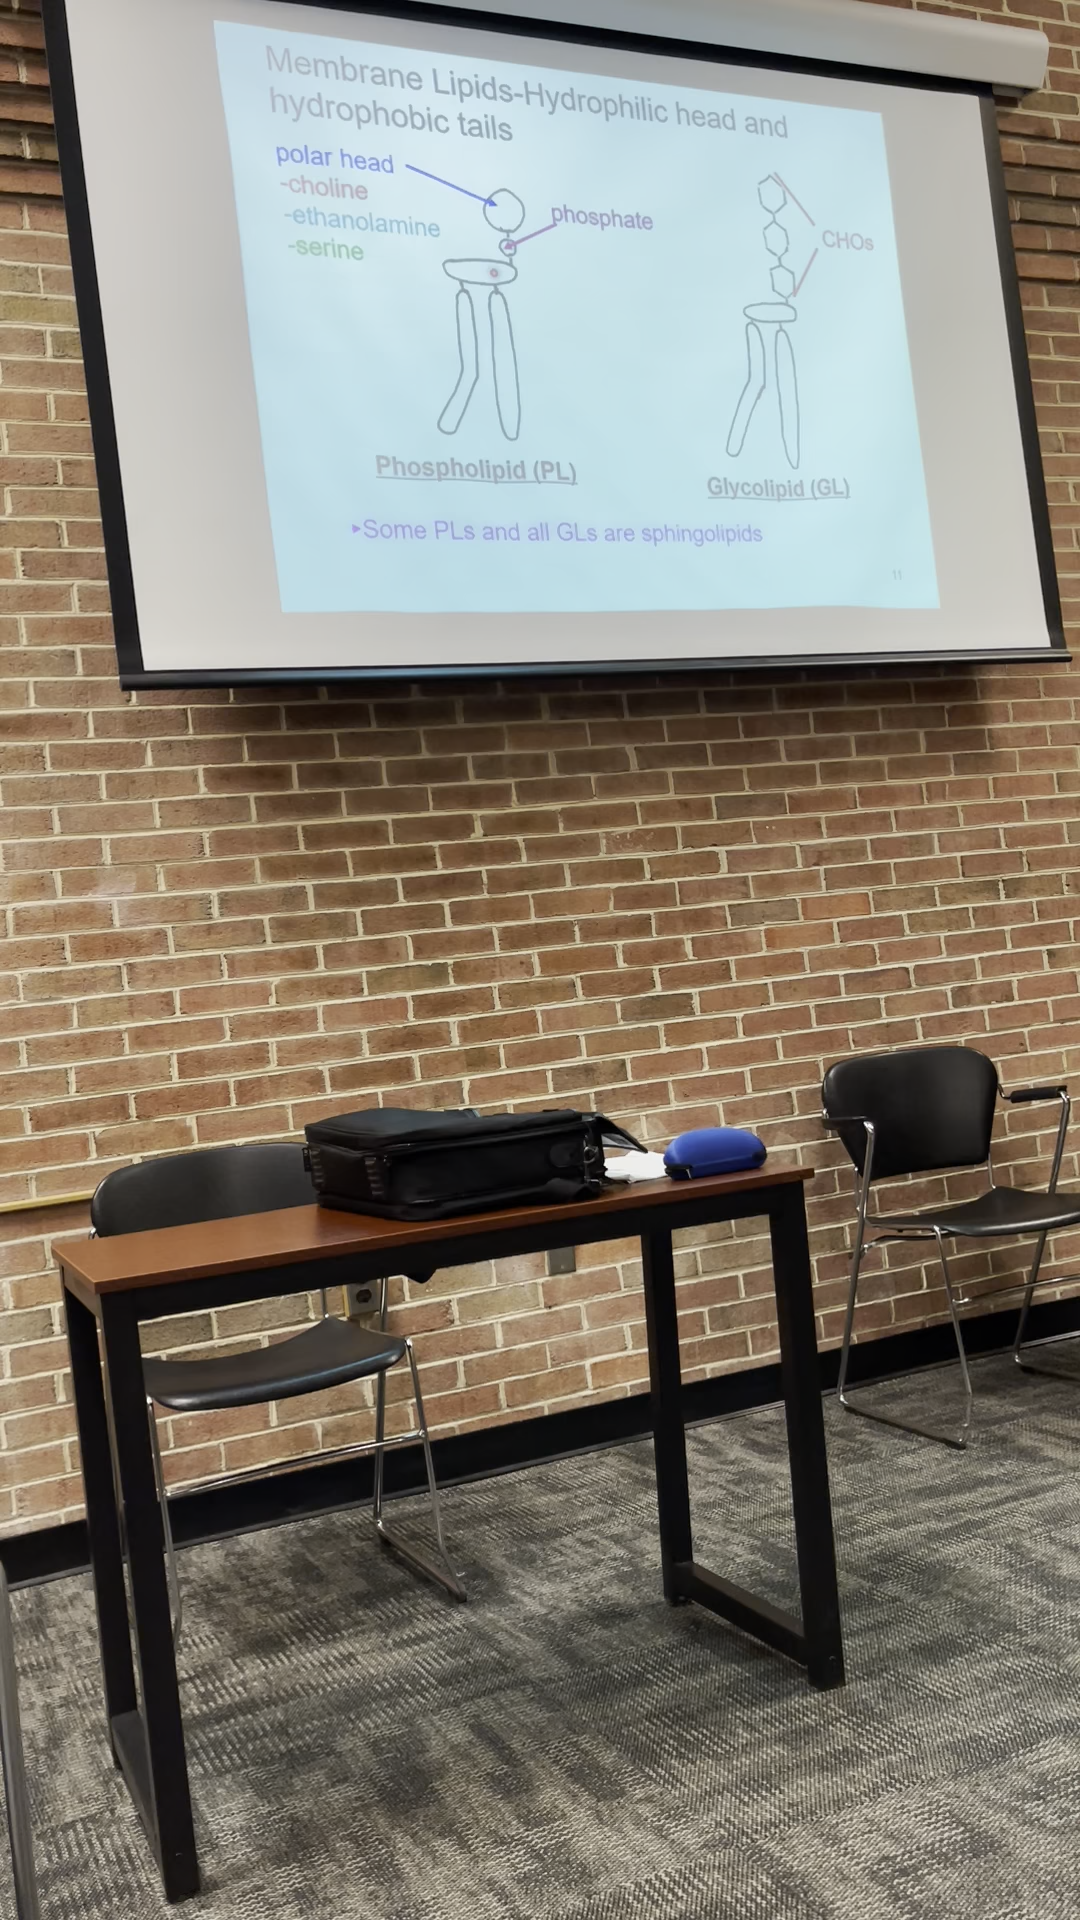 Membrane Lipids-Hydrophilic head and
hydrophobic tails
polar head
-choline
-ethanolamine
-serine
phosphate
CHOs
Phospholipid (PL)
Glycolipid (GL)
▸Some PLs and all GLs are sphingolipids
11